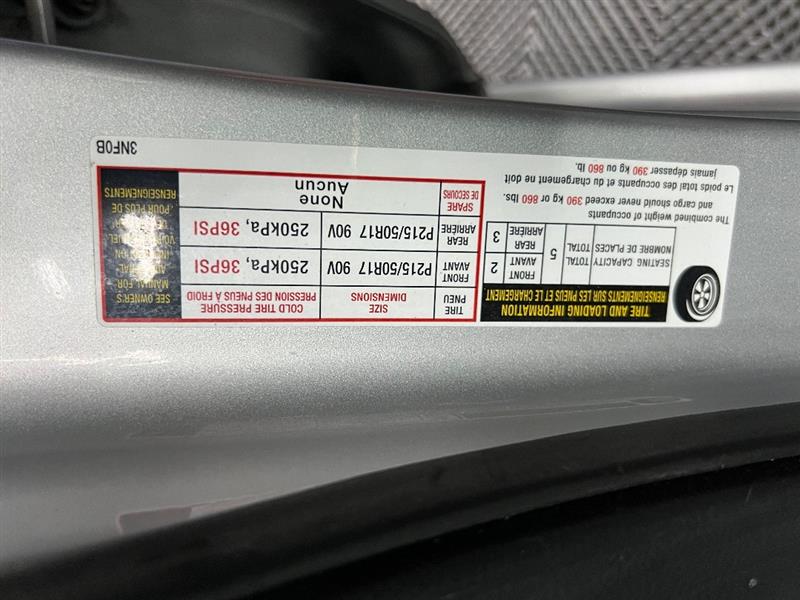 TIRE AND LOADING INFORMATION
RENSEIGNEMENTS SUR LES PNEUS ET LE CHARGEMENT
SEATING CAPACITY TOTAL 5 FRONT AVANT 2
NOMBRE DE PLACES TOTAL REAR ARRIÈRE 3
The combined weight of occupants
and cargo should never exceed 390 kg or 860 lbs.
Le poids total des occupants et du chargement ne doit
jamais dépasser 390 kg ou 860 lb.
TIRE
PNEU
SIZE
DIMENSIONS
COLD TIRE PRESSURE
PRESSION DES PNEUS À FROID
FRONT
AVANT
P215/50R17 90V
250kPa, 36PSI
REAR
ARRIÈRE
P215/50R17 90V
250kPa, 36PSI
SPARE
DE SECOURS
None
Aucun
SEE OWNER'S
MANUAL FOR
POUR PLUS DE
RENSEIGNEMENTS
3NF0B